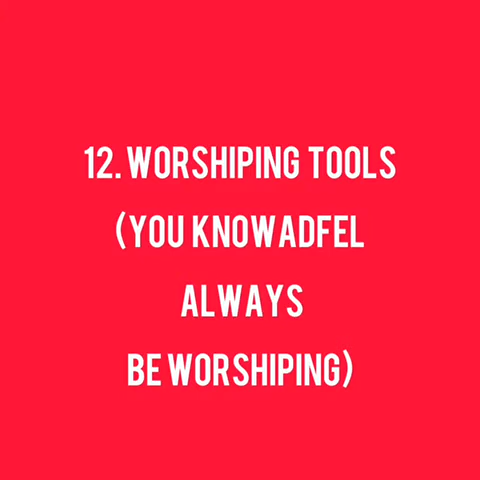 12. WORSHIPING TOOLS
(YOU KNOWADFEL
ALWAYS
BE WORSHIPING)